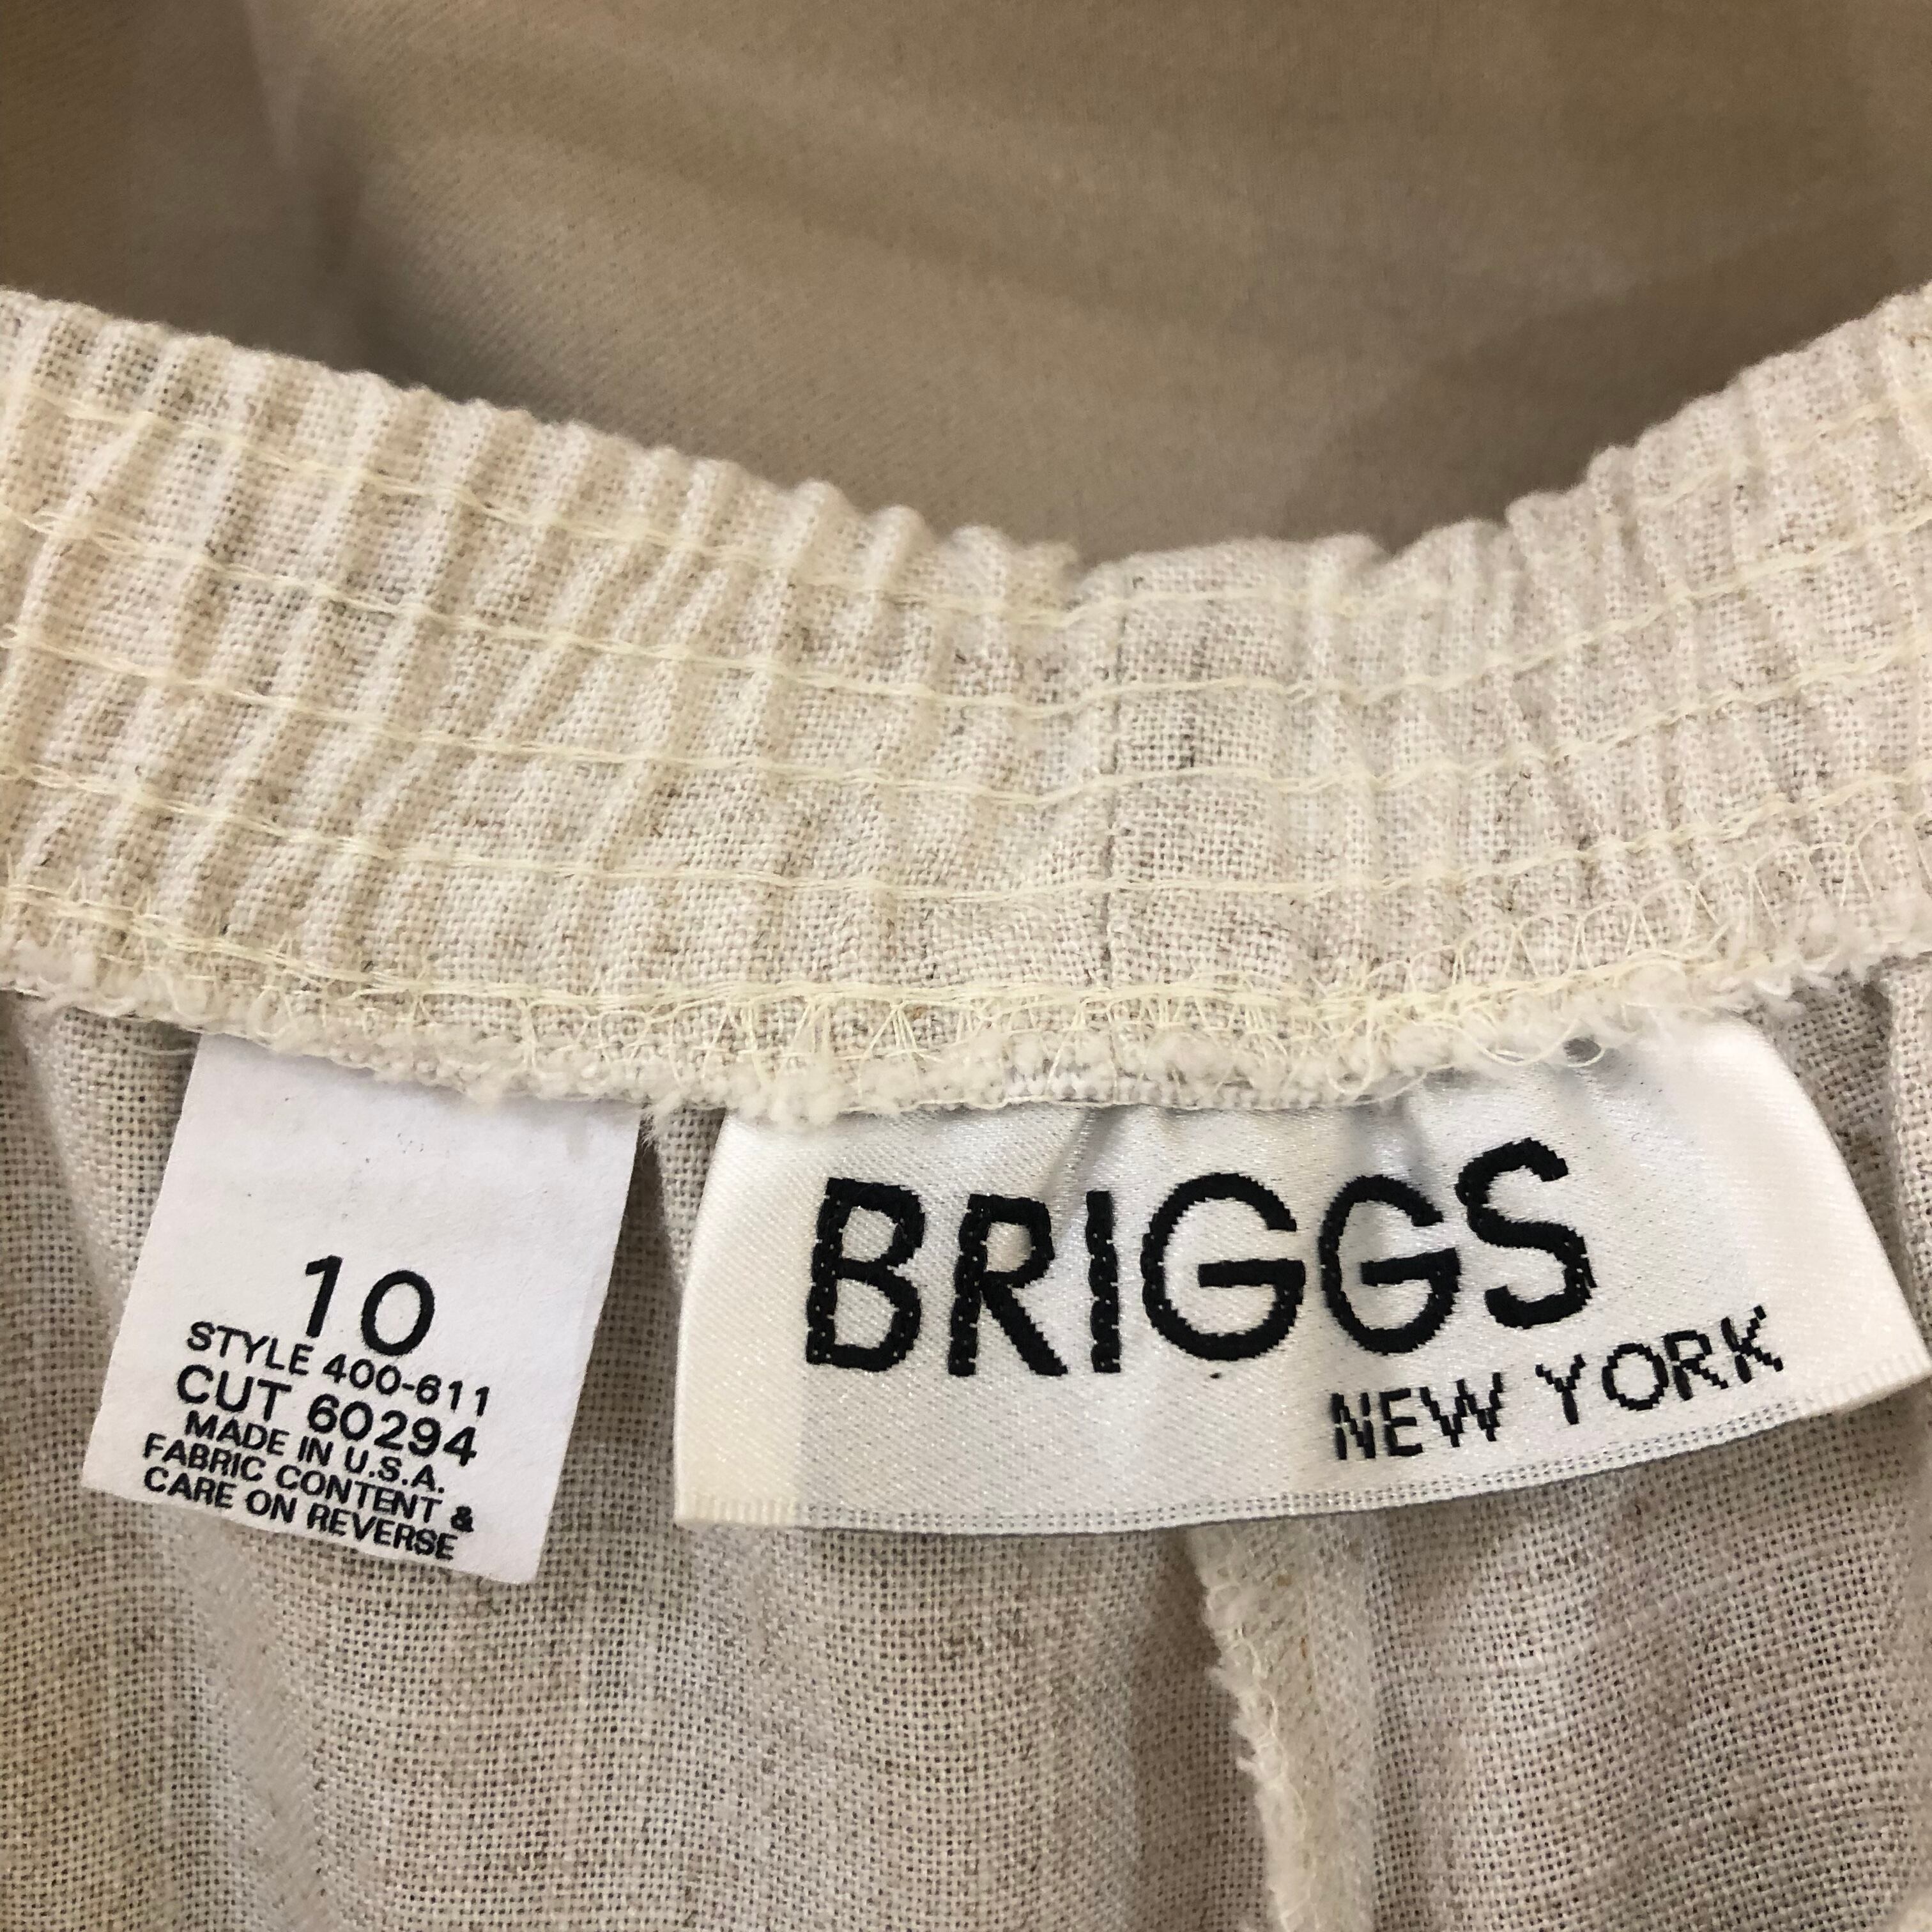 10
STYLE 400-611
CUT 60294
MADE IN U.S.A.
FABRIC CONTENT &
CARE ON REVERSE
BRIGGS
NEW YORK